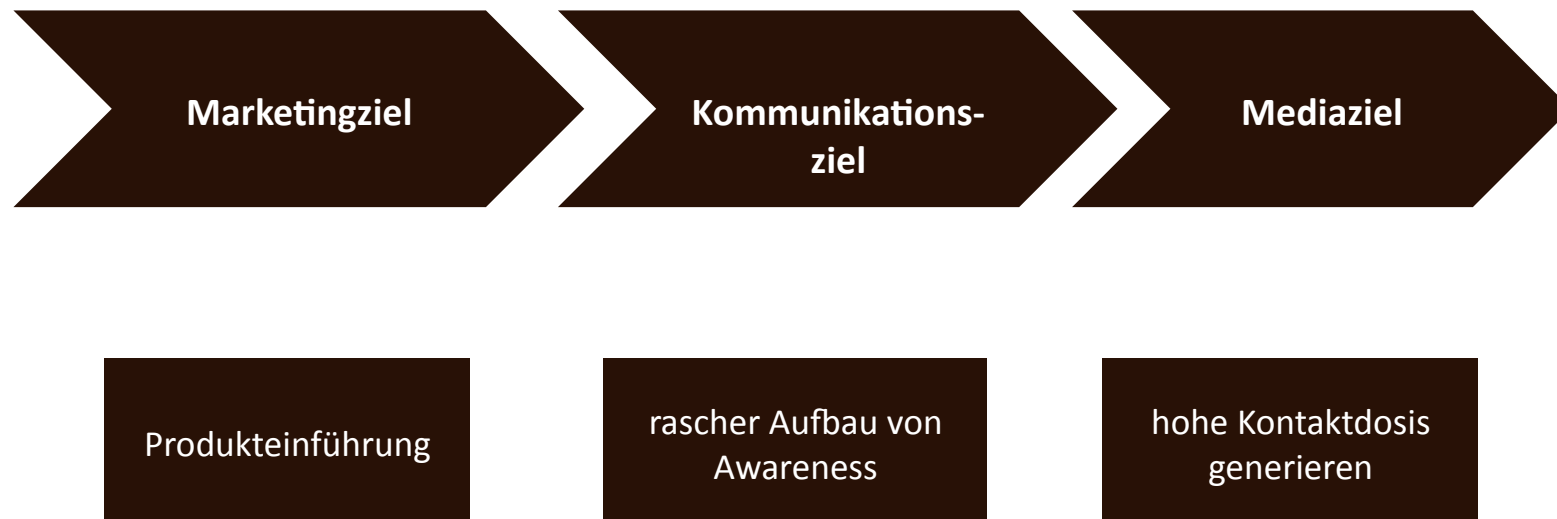 Marketingziel
Kommunikations-
ziel
Mediaziel
Produkteinführung
rascher Aufbau von
Awareness
hohe Kontaktdosis
generieren